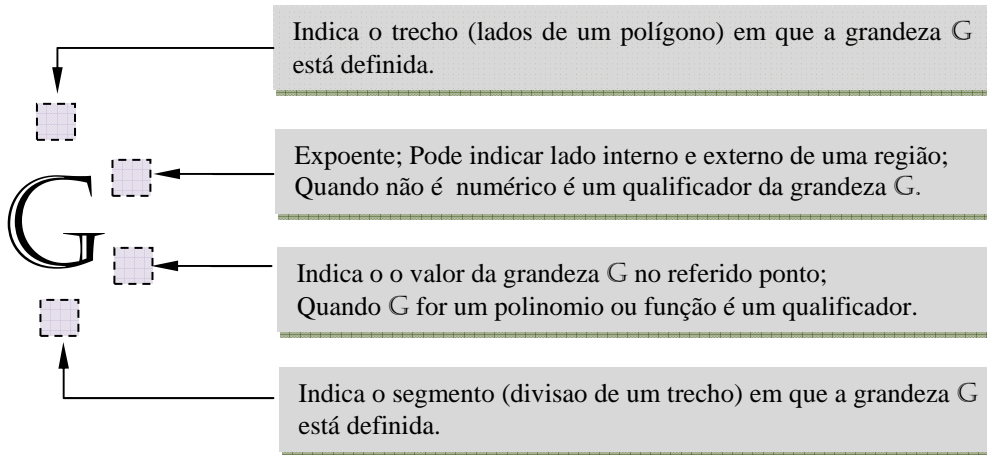 Indica o trecho (lados de um polígono) em que a grandeza 𝔾
está definida.
Expoente; Pode indicar lado interno e externo de uma região;
Quando não é numérico é um qualificador da grandeza 𝔾.
𝔾
Indica o o valor da grandeza 𝔾 no referido ponto;
Quando 𝔾 for um polinomio ou função é um qualificador.
Indica o segmento (divisao de um trecho) em que a grandeza 𝔾
está definida.